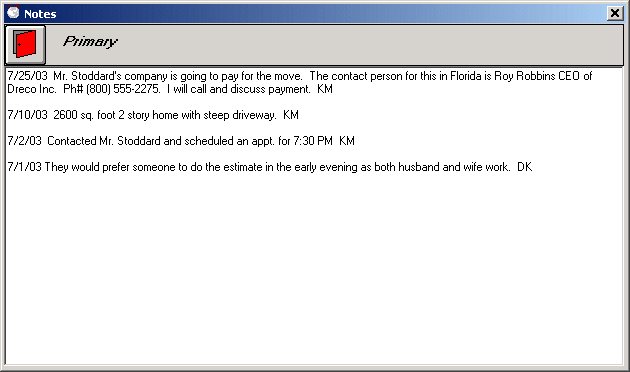 Notes
Primary
7/25/03  Mr. Stoddard's company is going to pay for the move.  The contact person for this in Florida is Roy Robbins CEO of
Dreco Inc.  Ph# (800) 555-2275.  I will call and discuss payment.  KM
7/10/03  2600 sq. foot 2 story home with steep driveway.  KM
7/2/03  Contacted Mr. Stoddard and scheduled an appt. for 7:30 PM  KM
7/1/03 They would prefer someone to do the estimate in the early evening as both husband and wife work.  DK